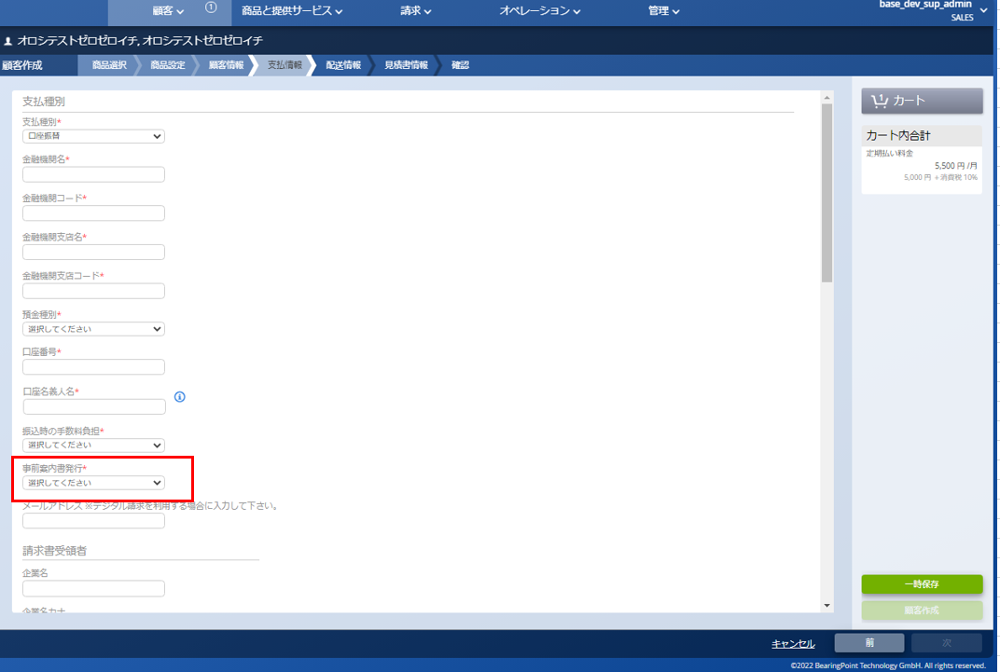 顧客
1
商品と提供サービス
請求
オペレーション
管理
base_dev_sup_admin
SALES
オロシテストゼロゼロイチ, オロシテストゼロゼロイチ
顧客作成
商品選択
商品設定
顧客情報
支払情報
配送情報
見積書情報
確認
支払種別
支払種別*
口座振替
金融機関名*
金融機関コード*
金融機関支店名*
金融機関支店コード*
預金種別*
選択してください
口座番号*
口座名義人名*
振込時の手数料負担*
選択してください
事前案内書発行*
選択してください
メールアドレス ※デジタル請求を利用する場合に入力して下さい。
請求書受領者
企業名
企業名カナ
1
カート
カート内合計
定期払い料金
5,500 円 /月
5,000 円 +消費税 10%
一時保存
顧客作成
キャンセル
前
次
©2022 BearingPoint Technology GmbH. All rights reserved.